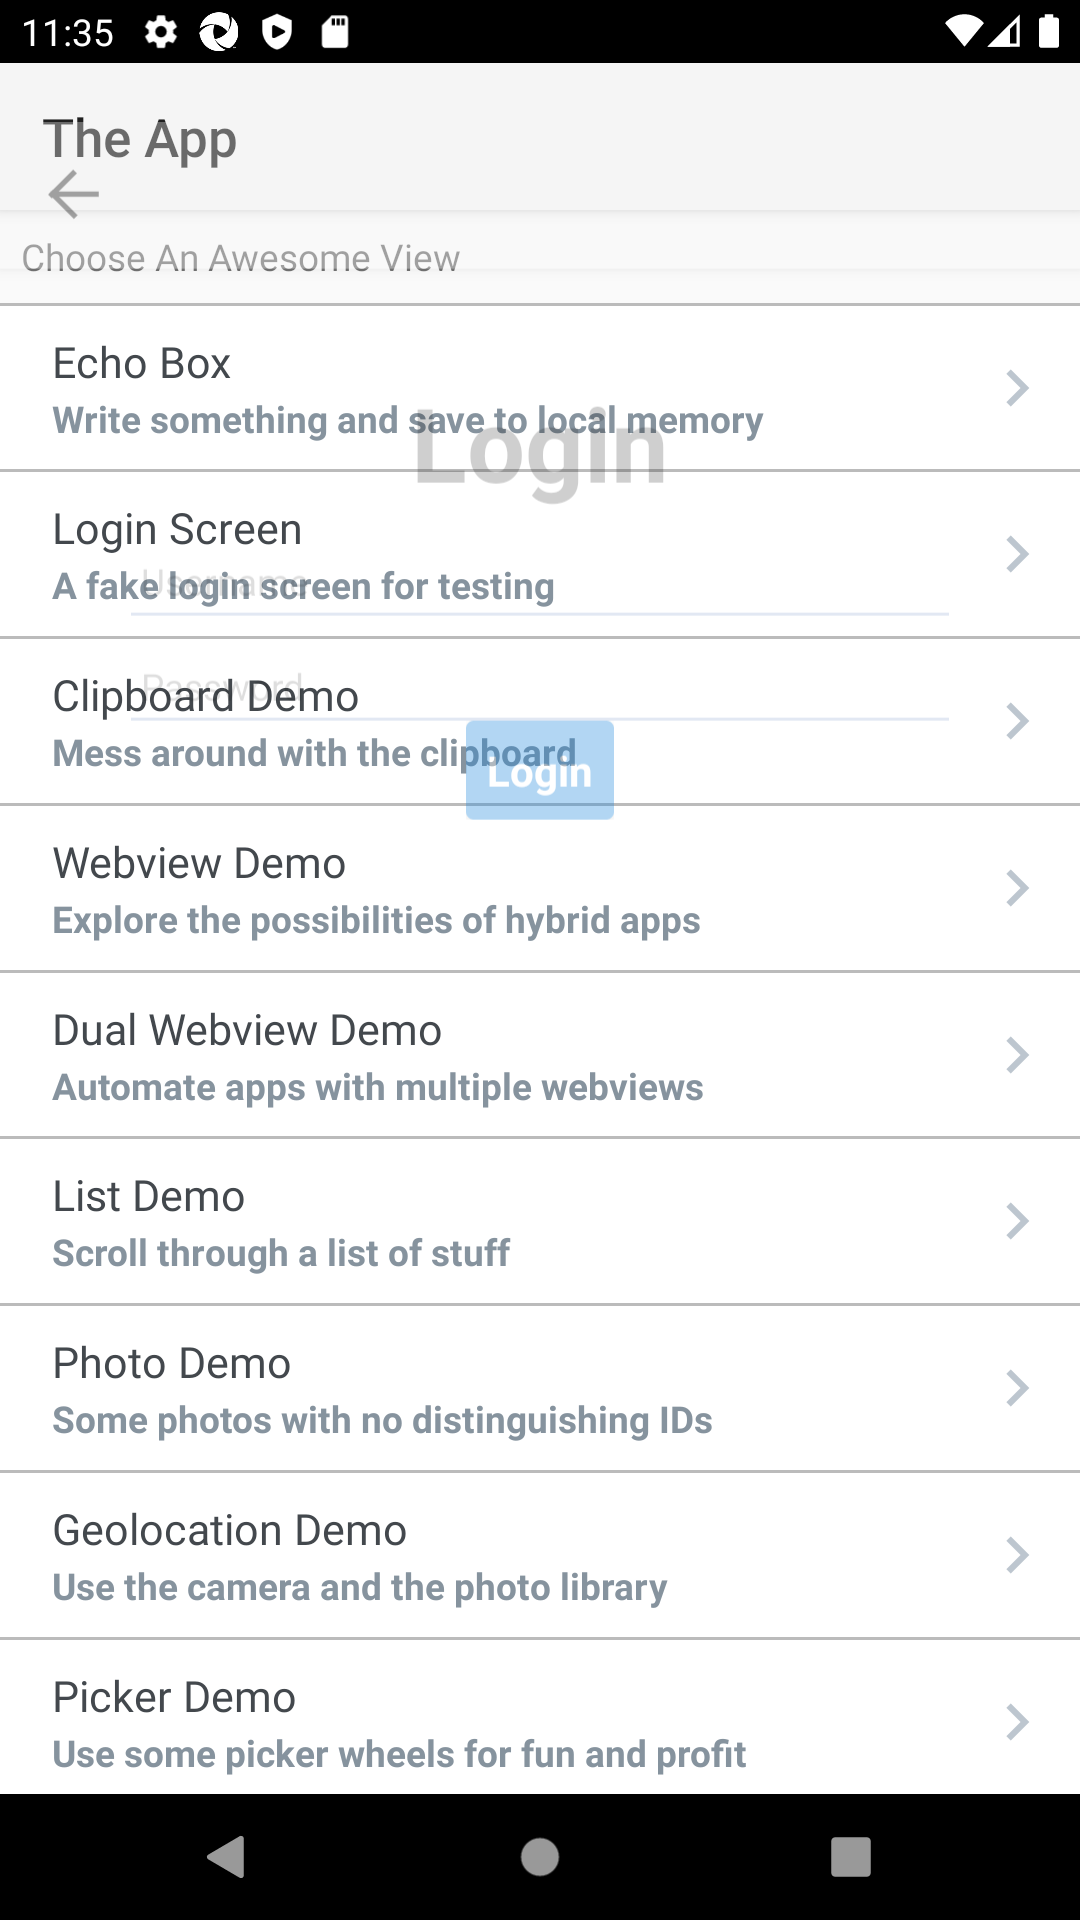 11:35
The App
Choose An Awesome View
Echo Box
Write something and save to local memory
Login
Login Screen
Username
A fake login screen for testing
Password
Clipboard Demo
Mess around with the clipboard
Login
Webview Demo
Explore the possibilities of hybrid apps
Dual Webview Demo
Automate apps with multiple webviews
List Demo
Scroll through a list of stuff
Photo Demo
Some photos with no distinguishing IDs
Geolocation Demo
Use the camera and the photo library
Picker Demo
Use some picker wheels for fun and profit